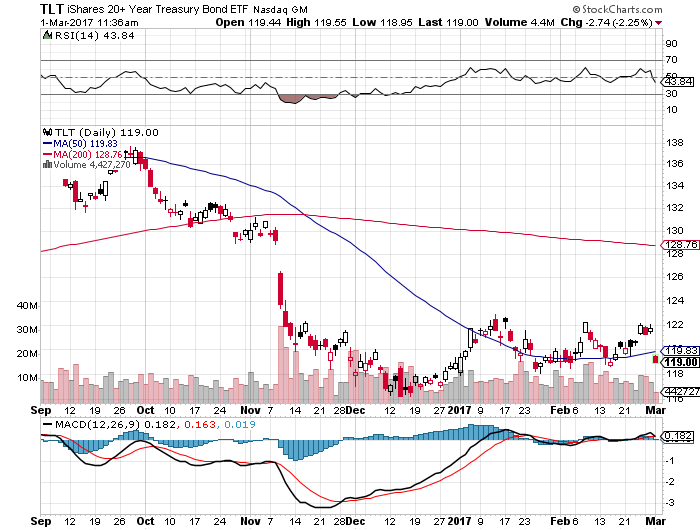 TLT iShares 20+ Year Treasury Bond ETF Nasdaq GM © StockCharts.com
1-Mar-2017 11:36am Open 119.44 High 119.55 Low 118.95 Last 119.00 Volume 4.4M Chg -2.74 (-2.25%)
RSI(14) 43.84
90
70
50
43.84
30
10
TLT (Daily) 119.00
MA(50) 119.83
MA(200) 128.76
Volume 4,427,270
138
136
134
132
130
128.76
128
126
124
122
119.83
119.00
118
116
40M
30M
20M
10M
442727
Sep 12 19 26 Oct 10 17 24 Nov 7 14 21 28 Dec 12 19 27 2017 9 17 23 Feb 6 13 21 Mar
MACD(12,26,9) 0.182, 0.163, 0.019
0.182
-1
-2
-3
Sep 12 19 26 Oct 10 17 24 Nov 7 14 21 28 Dec 12 19 27 2017 9 17 23 Feb 6 13 21 Mar